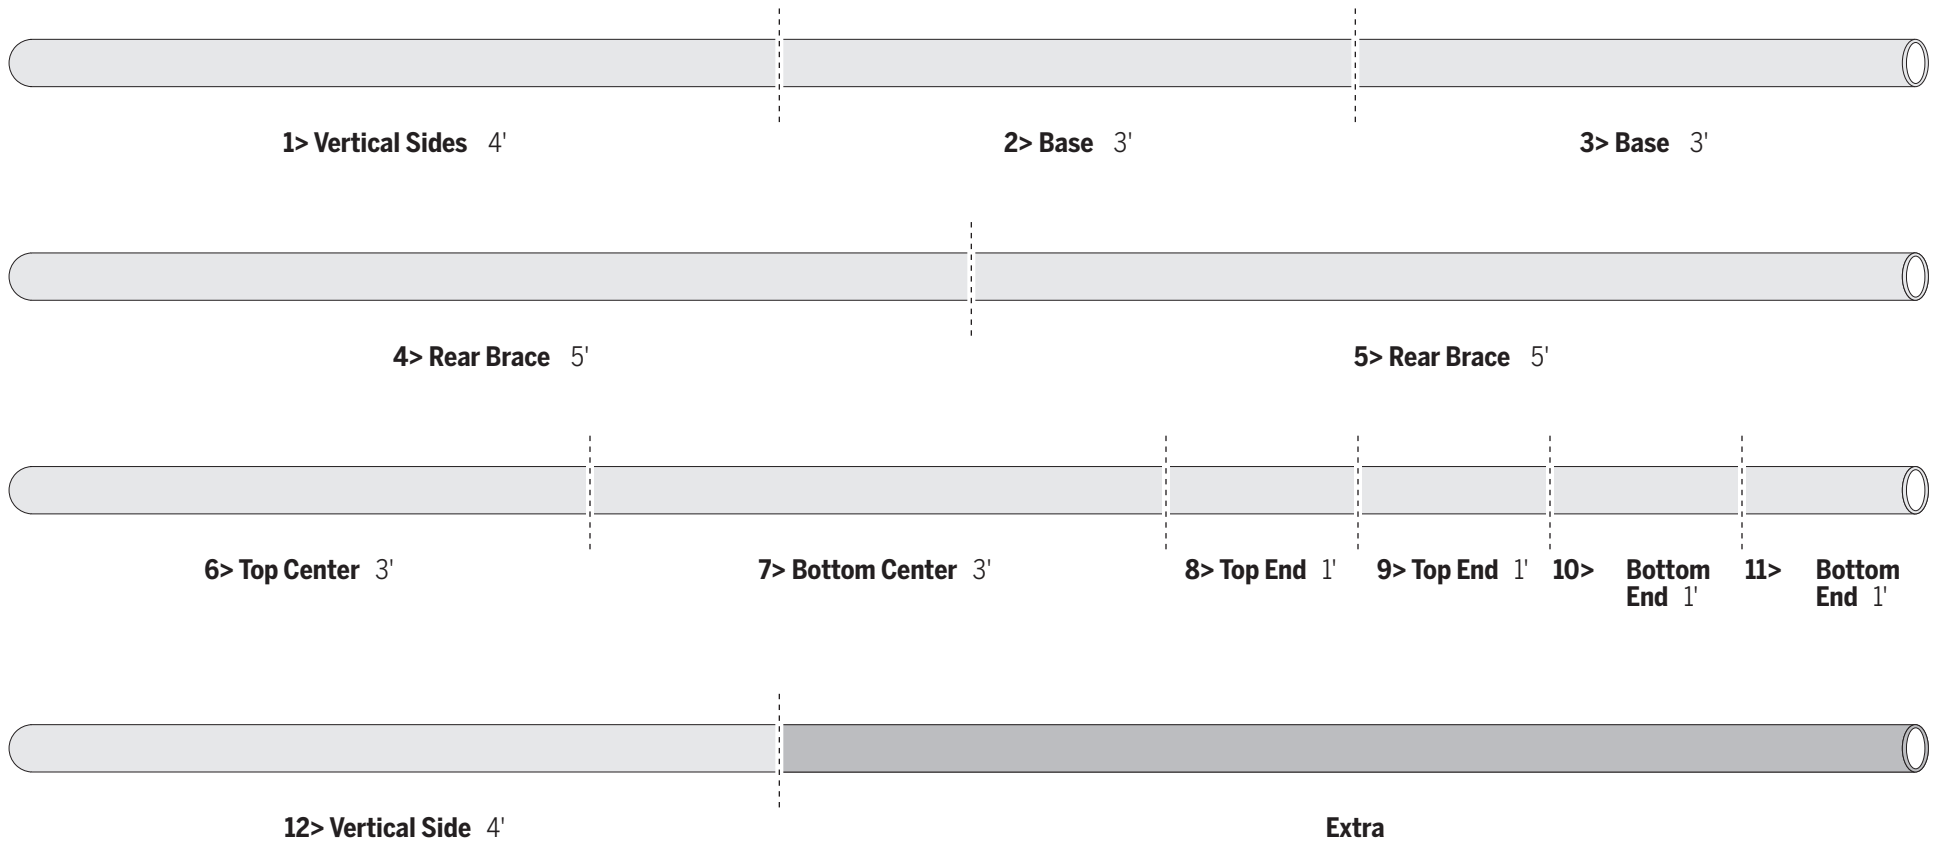 1> Vertical Sides 4' 2> Base 3' 3> Base 3'
4> Rear Brace 5' 5> Rear Brace 5'
6> Top Center 3' 7> Bottom Center 3' 8> Top End 1' 9> Top End 1' 10> Bottom 11> Bottom
End 1' End 1'
12> Vertical Side 4' Extra